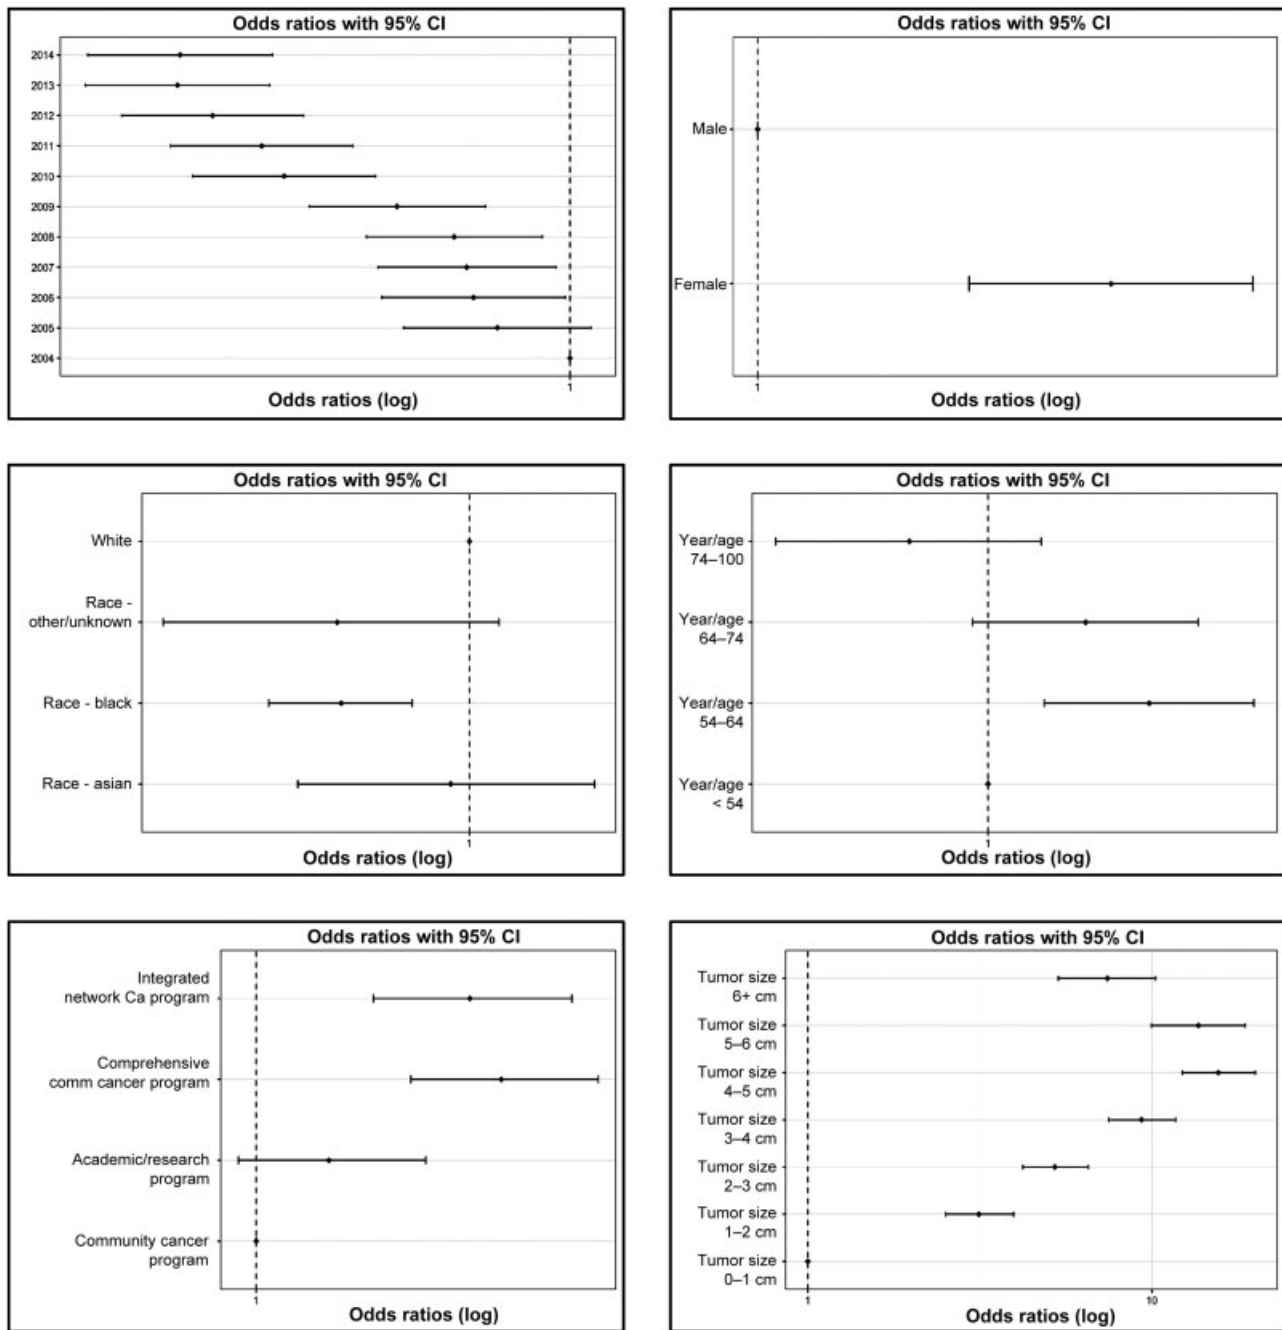 Odds ratios with 95% CI
2014
2013
2012
2011
2010
2009
2008
2007
2006
2005
2004
1
Odds ratios (log)
Odds ratios with 95% CI
Male
Female
1
Odds ratios (log)
Odds ratios with 95% CI
White
Race -
other/unknown
Race - black
Race - asian
1
Odds ratios (log)
Odds ratios with 95% CI
Year/age
74–100
Year/age
64–74
Year/age
54–64
Year/age
< 54
1
Odds ratios (log)
Odds ratios with 95% CI
Integrated
network Ca program
Comprehensive
comm cancer program
Academic/research
program
Community cancer
program
1
Odds ratios (log)
Odds ratios with 95% CI
Tumor size
6+ cm
Tumor size
5–6 cm
Tumor size
4–5 cm
Tumor size
3–4 cm
Tumor size
2–3 cm
Tumor size
1–2 cm
Tumor size
0–1 cm
1
10
Odds ratios (log)